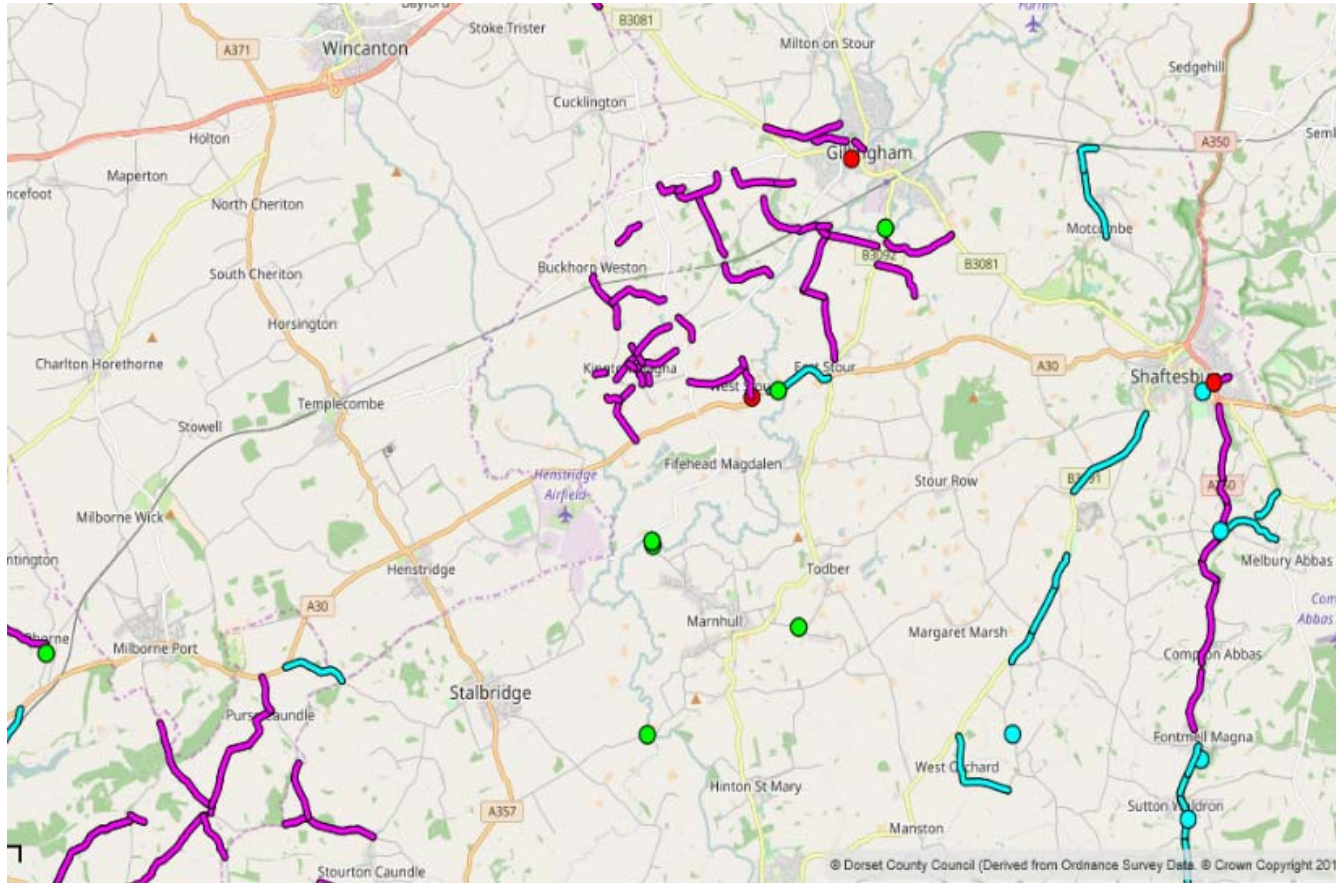 Bayford
Stoke Trister
B3081
Milton on Stour
A371
Wincanton
Sedgehill
Cucklington
Holton
A350
Gillingham
Maperton
North Cheriton
Motcombe
South Cheriton
Buckhorn Weston
B3092
B3081
Horsington
Charlton Horethorne
A30
East Stour
Shaftesbury
Templecombe
Stowell
Fifehead Magdalen
Henstridge
Airfield
Stour Row
Milborne Wick
Melbury Abbas
Henstridge
Todber
A30
Marnhull
Margaret Marsh
Milborne Port
Compton Abbas
Stalbridge
Purse Caundle
Fontmell Magna
West Orchard
Hinton St Mary
A357
Sutton Waldron
Manston
Stourton Caundle
© Dorset County Council (Derived from Ordnance Survey Data. © Crown Copyright 201